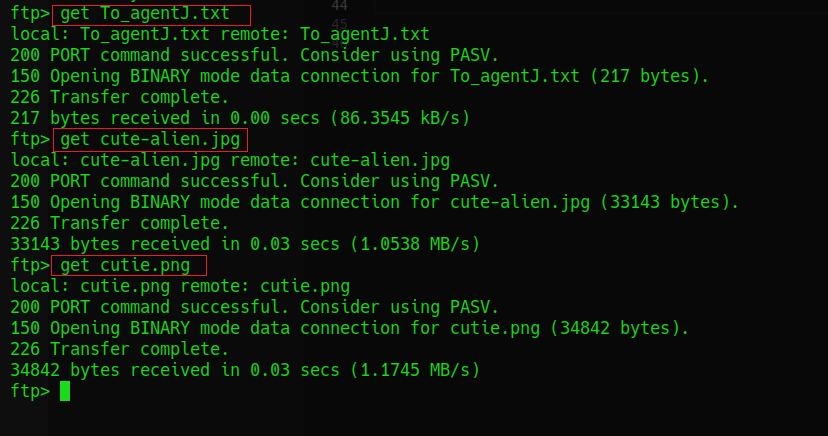 44
ftp> get To_agentJ.txt
45
local: To_agentJ.txt remote: To_agentJ.txt
200 PORT command successful. Consider using PASV.
150 Opening BINARY mode data connection for To_agentJ.txt (217 bytes).
226 Transfer complete.
217 bytes received in 0.00 secs (86.3545 kB/s)
ftp> get cute-alien.jpg
local: cute-alien.jpg remote: cute-alien.jpg
200 PORT command successful. Consider using PASV.
150 Opening BINARY mode data connection for cute-alien.jpg (33143 bytes).
226 Transfer complete.
33143 bytes received in 0.03 secs (1.0538 MB/s)
ftp> get cutie.png
local: cutie.png remote: cutie.png
200 PORT command successful. Consider using PASV.
150 Opening BINARY mode data connection for cutie.png (34842 bytes).
226 Transfer complete.
34842 bytes received in 0.03 secs (1.1745 MB/s)
ftp>